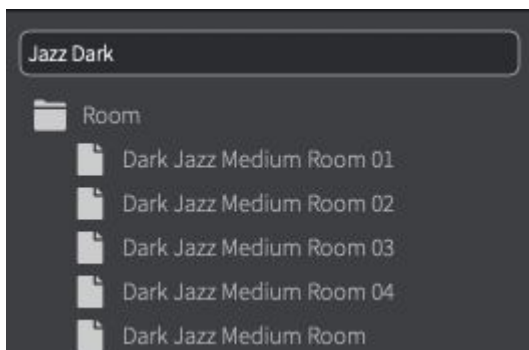 Jazz Dark
Room
Dark Jazz Medium Room 01
Dark Jazz Medium Room 02
Dark Jazz Medium Room 03
Dark Jazz Medium Room 04
Dark Jazz Medium Room